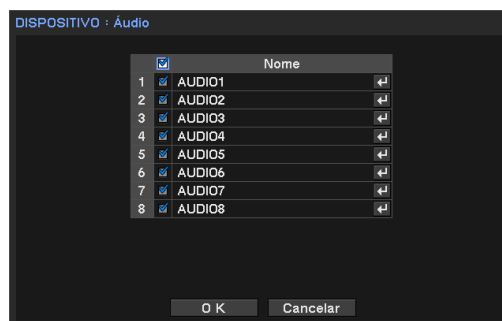 DISPOSITIVO : Áudio
Nome
1 AUDIO1
2 AUDIO2
3 AUDIO3
4 AUDIO4
5 AUDIO5
6 AUDIO6
7 AUDIO7
8 AUDIO8
O K Cancelar